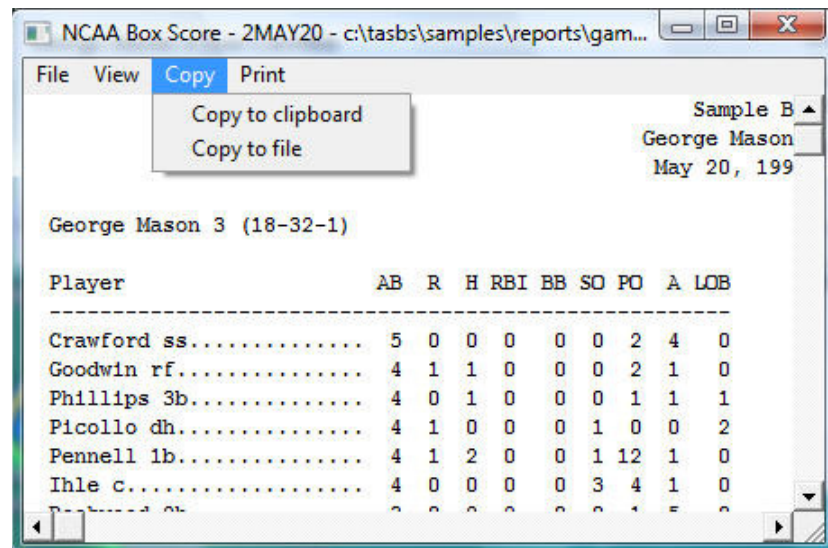 NCAA Box Score - 2MAY20 - c:\tasbs\samples\reports\gam...
File View Copy Print
Copy to clipboard
Copy to file
Sample B
George Mason
May 20, 199
George Mason 3 (18-32-1)
Player AB R H RBI BB SO PO A LOB
--------------------------------------------------------
Crawford ss.............. 5 0 0 0 0 0 2 4 0
Goodwin rf............... 4 1 1 0 0 0 2 1 0
Phillips 3b.............. 4 0 1 0 0 0 1 1 1
Picollo dh............... 4 1 0 0 0 1 0 0 2
Pennell 1b............... 4 1 2 0 0 1 12 1 0
Ihle c................... 4 0 0 0 0 3 4 1 0